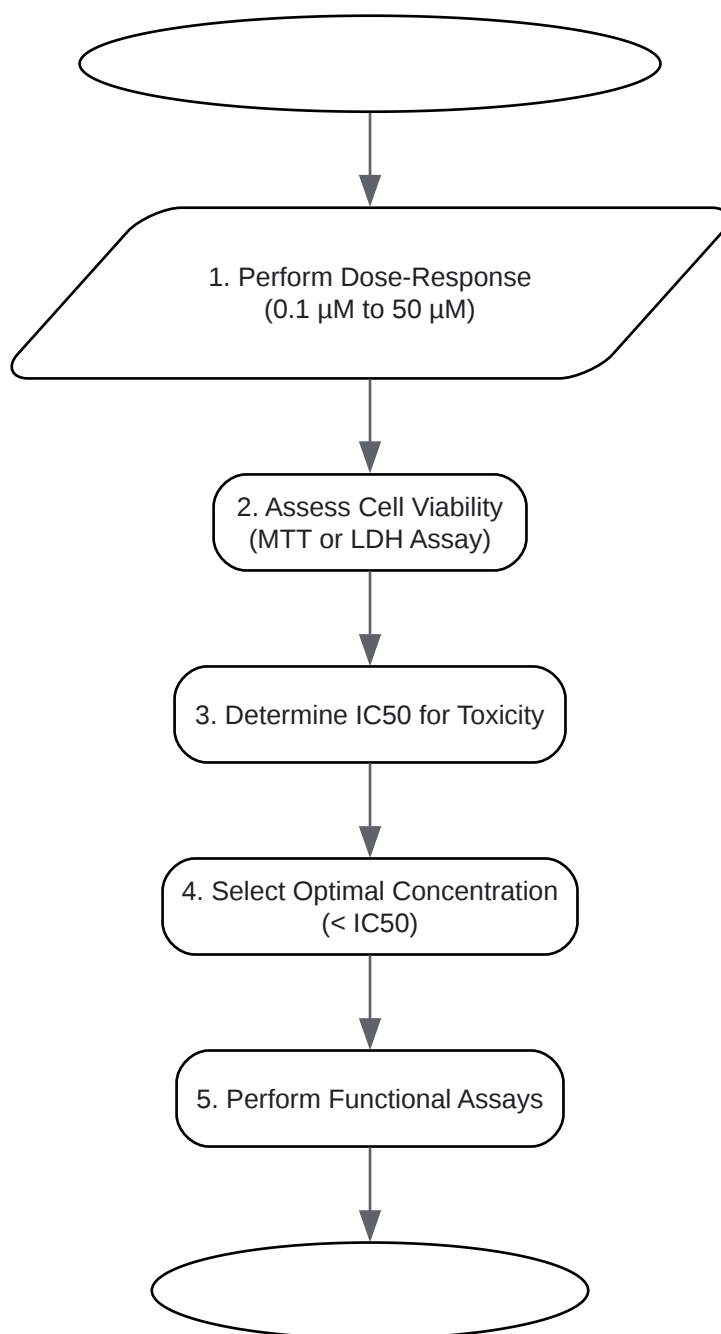 1. Perform Dose-Response
(0.1 µM to 50 µM)
2. Assess Cell Viability
(MTT or LDH Assay)
3. Determine IC50 for Toxicity
4. Select Optimal Concentration
(< IC50)
5. Perform Functional Assays